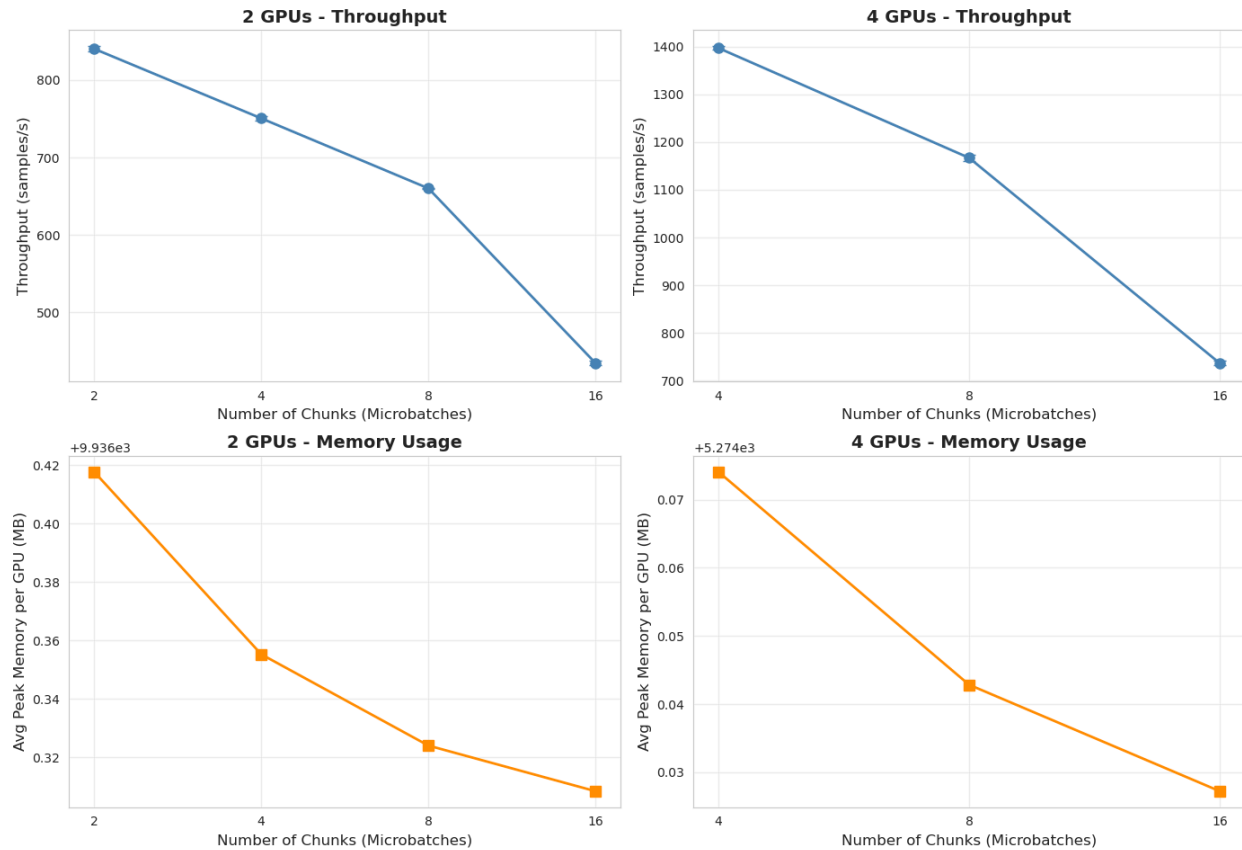 2 GPUs - Throughput
Throughput (samples/s)
800
700
600
500
2
4
8
16
Number of Chunks (Microbatches)
4 GPUs - Throughput
Throughput (samples/s)
1400
1300
1200
1100
1000
900
800
700
4
8
16
Number of Chunks (Microbatches)
2 GPUs - Memory Usage
+9.936e3
Avg Peak Memory per GPU (MB)
0.42
0.40
0.38
0.36
0.34
0.32
2
4
8
16
Number of Chunks (Microbatches)
4 GPUs - Memory Usage
+5.274e3
Avg Peak Memory per GPU (MB)
0.07
0.06
0.05
0.04
0.03
4
8
16
Number of Chunks (Microbatches)